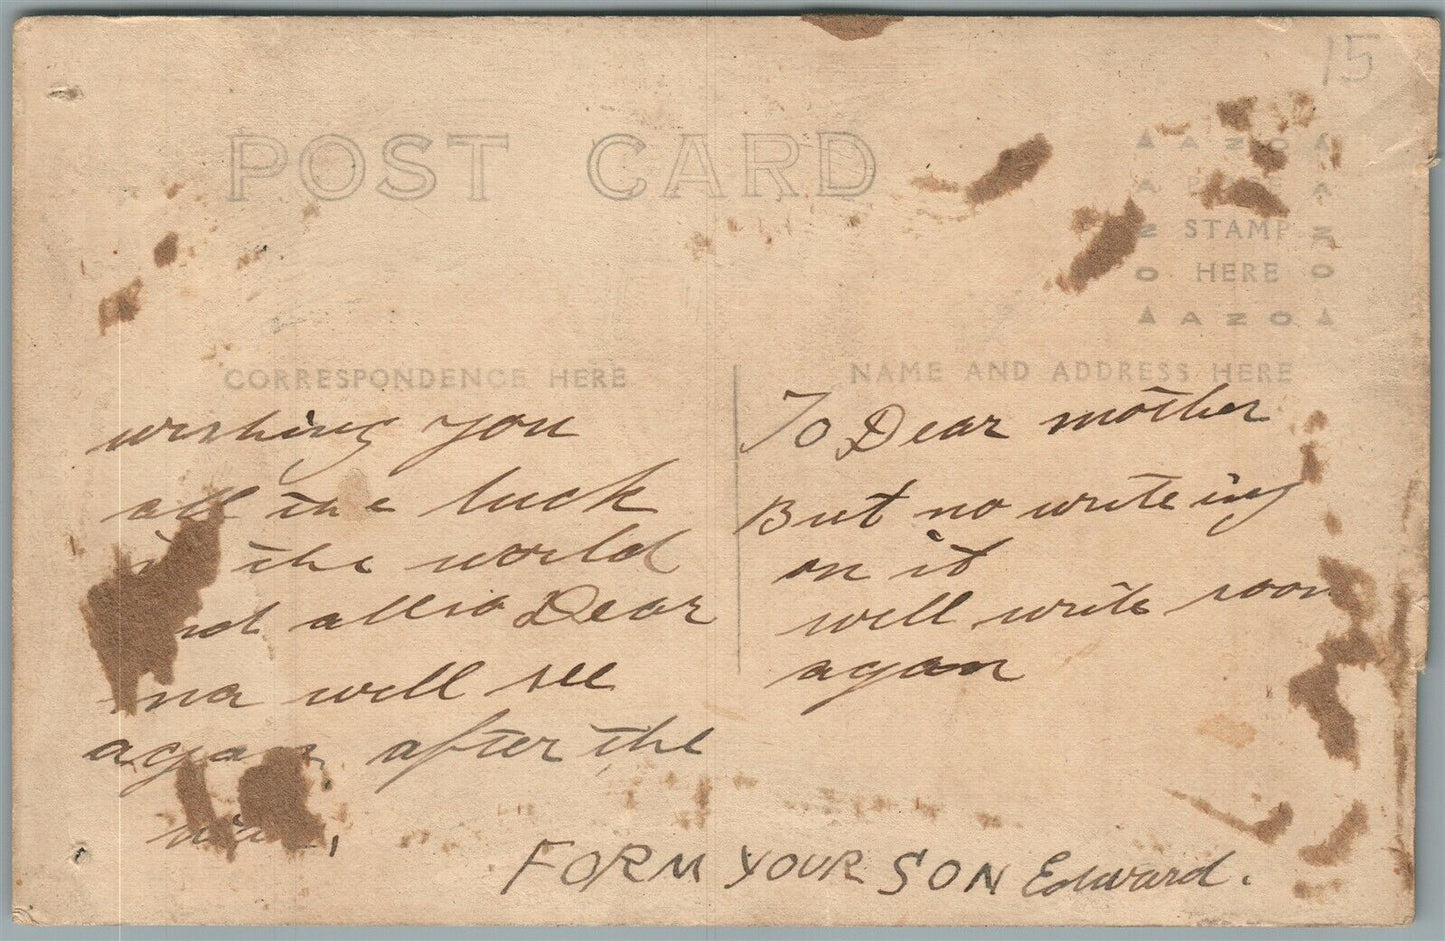 15
POST CARD
AZO
STAMP
HERE
AZO
CORRESPONDENCE HERE
NAME AND ADDRESS HERE
wishing you
all the luck
the world
allso Dear
ma will see
again after the
To Dear mother
But no writeing
on it
will write soon
again
FORM YOUR SON Edward.